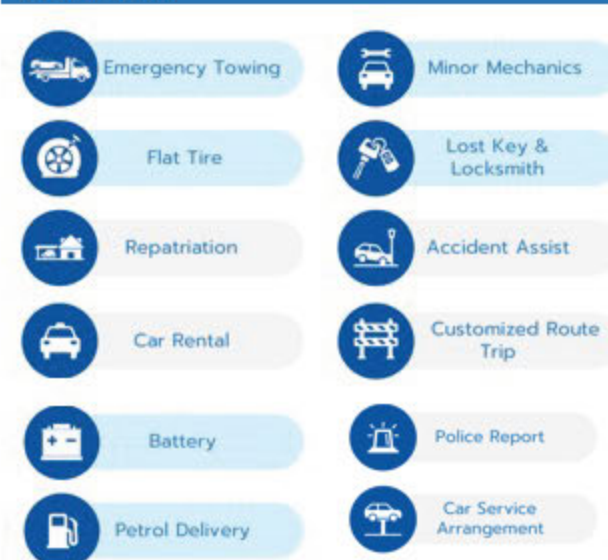 Emergency Towing
Minor Mechanics
Flat Tire
Lost Key &
Locksmith
Repatriation
Accident Assist
Car Rental
Customized Route
Trip
Battery
Police Report
Petrol Delivery
Car Service
Arrangement